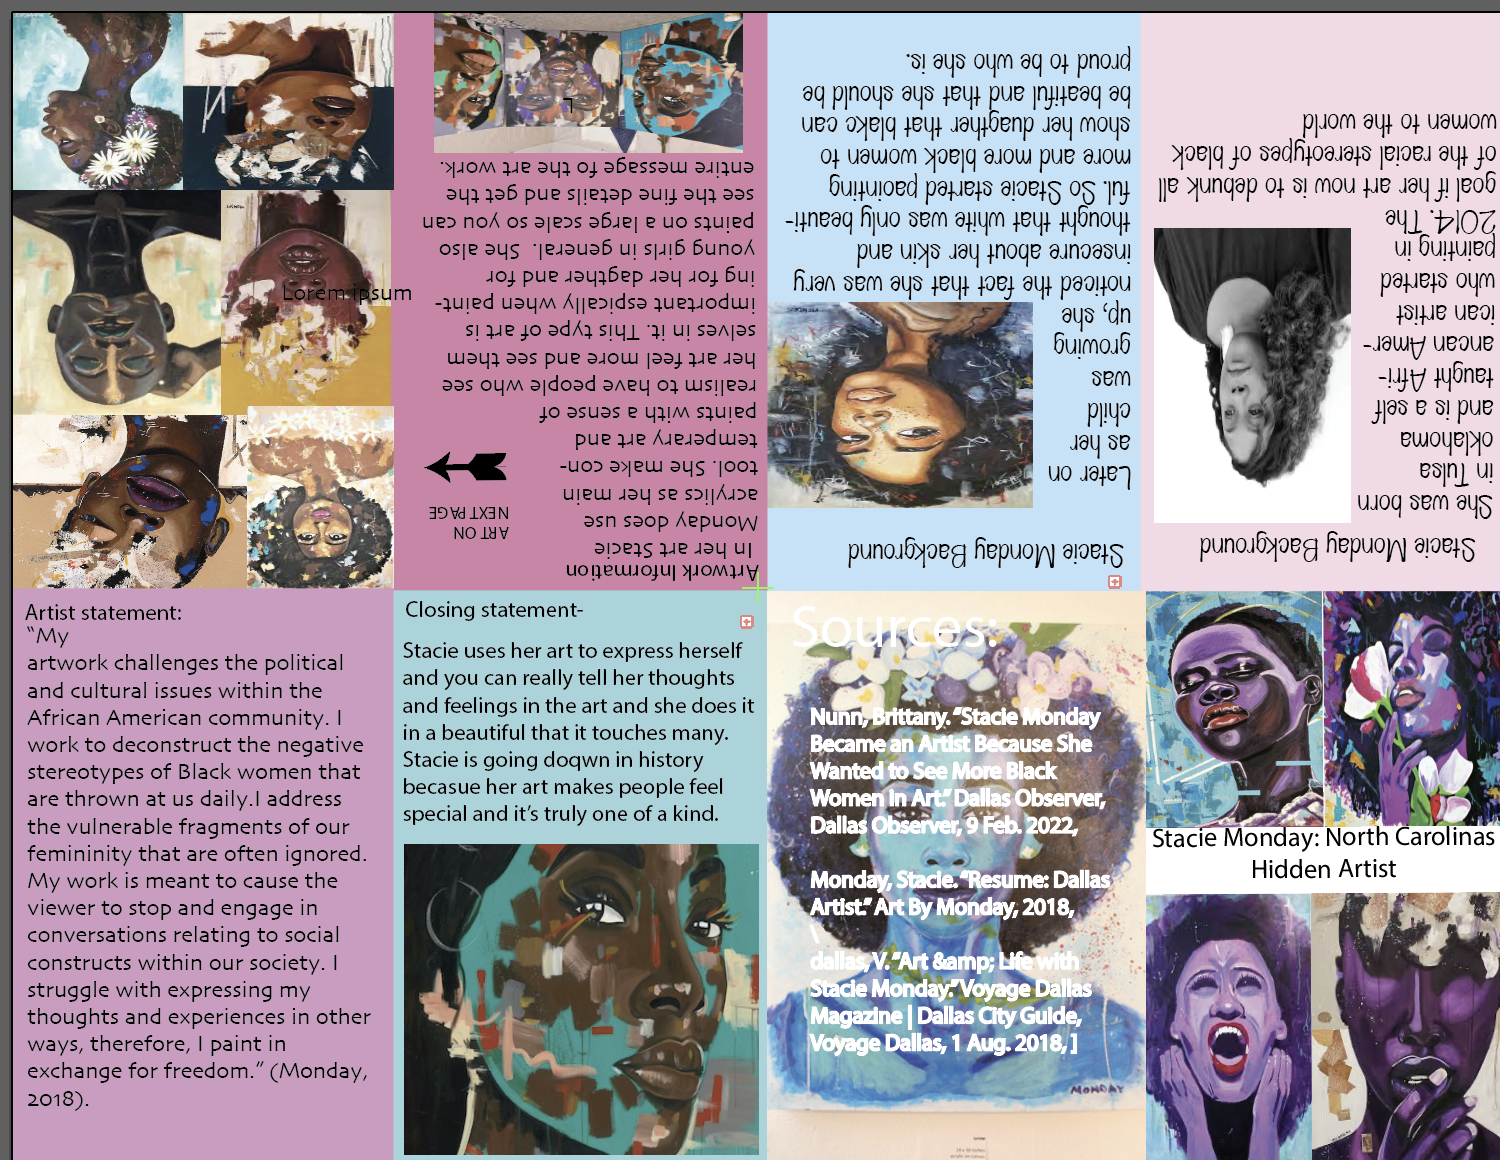 Lorem ipsum
Artwork Information
In her art Stacie
Monday does use
acrylics as her main
tool. She make con-
temperary art and
paints with a sense of
realism to have people who see
her art feel more and see them
selves in it. This type of art is
important espically when paint-
ing for her dagther and for
young girls in general. She also
paints on a large scale so you can
see the fine details and get the
entire message fo the art work.
ART ON
NEXT PAGE
Stacie Monday Background
Later on
as her
child
was
growing
up, she
noticed the fact that she was very
insecure about her skin and
thought that white was only beauti-
ful. So Stacie started paointing
more and more black women to
show her duagther that blake can
be beatiful and that she should be
proud to be who she is.
Stacie Monday Background
She was born
in Tulsa
oklahoma
and is a self
taught Afri-
ancan Amer-
ican artist
who started
painting in
2014. The
goal if her art now is to debunk all
of the racial stereotypes of black
women to the world
Artist statement:
“My
artwork challenges the political
and cultural issues within the
African American community. I
work to deconstruct the negative
stereotypes of Black women that
are thrown at us daily.I address
the vulnerable fragments of our
femininity that are often ignored.
My work is meant to cause the
viewer to stop and engage in
conversations relating to social
constructs within our society. I
struggle with expressing my
thoughts and experiences in other
ways, therefore, I paint in
exchange for freedom.” (Monday,
2018).
Closing statement-
Stacie uses her art to express herself
and you can really tell her thoughts
and feelings in the art and she does it
in a beautiful that it touches many.
Stacie is going doqwn in history
becasue her art makes people feel
special and it’s truly one of a kind.
Sources:
Nunn, Brittany. “Stacie Monday
Became an Artist Because She
Wanted to See More Black
Women in Art.” Dallas Observer,
Dallas Observer, 9 Feb. 2022,
Monday, Stacie. “Resume: Dallas
Artist.” Art By Monday, 2018,
\
dallas, V. “Art &amp; Life with
Stacie Monday.” Voyage Dallas
Magazine | Dallas City Guide,
Voyage Dallas, 1 Aug. 2018, ]
MONDAY
Stacie Monday: North Carolinas
Hidden Artist